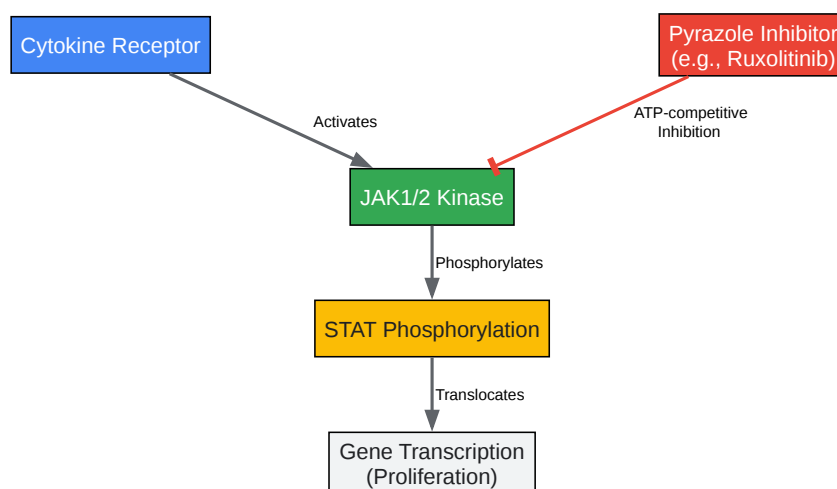 Cytokine Receptor
Pyrazole Inhibitor
(e.g., Ruxolitinib)
Activates
ATP-competitive
Inhibition
JAK1/2 Kinase
Phosphorylates
STAT Phosphorylation
Translocates
Gene Transcription
(Proliferation)